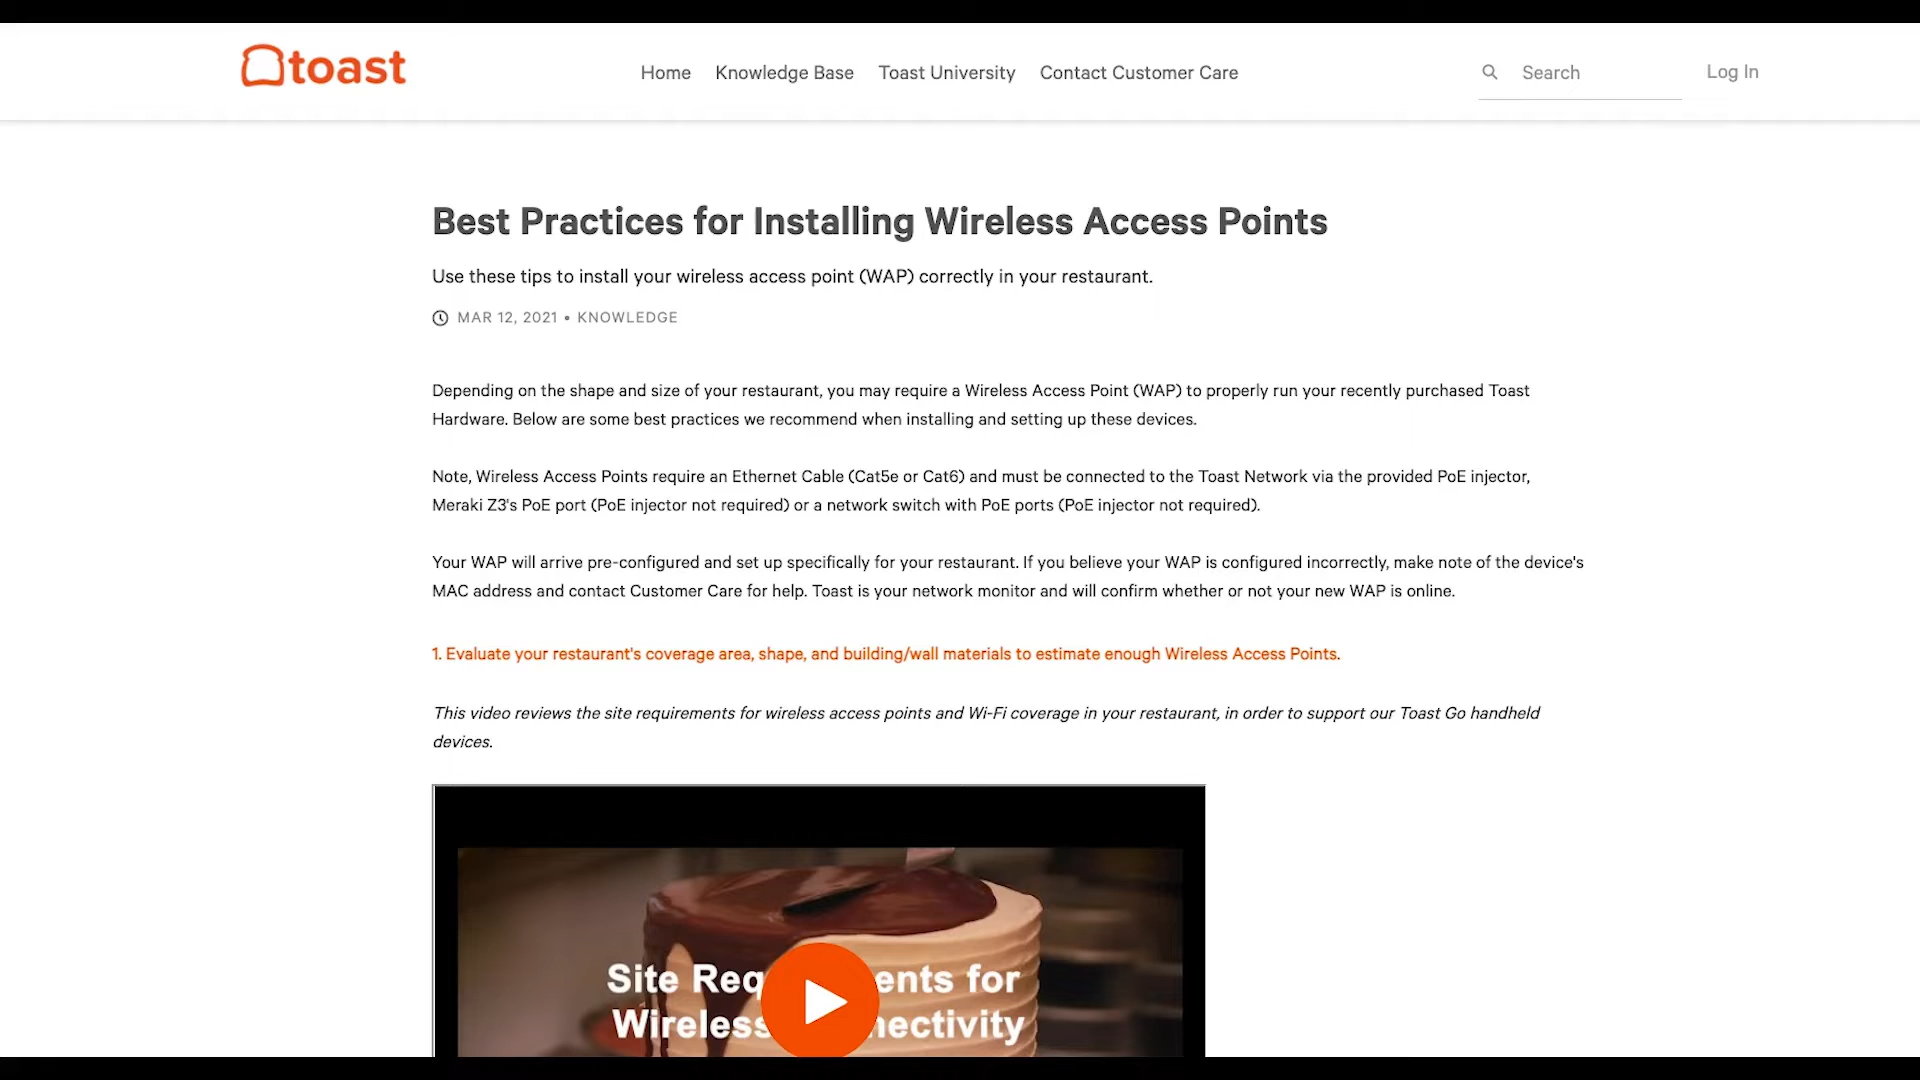 toast
Home Knowledge Base Toast University Contact Customer Care Search Log In
Best Practices for Installing Wireless Access Points
Use these tips to install your wireless access point (WAP) correctly in your restaurant.
MAR 12, 2021 • KNOWLEDGE
Depending on the shape and size of your restaurant, you may require a Wireless Access Point (WAP) to properly run your recently purchased Toast
Hardware. Below are some best practices we recommend when installing and setting up these devices.
Note, Wireless Access Points require an Ethernet Cable (Cat5e or Cat6) and must be connected to the Toast Network via the provided PoE injector,
Meraki Z3's PoE port (PoE injector not required) or a network switch with PoE ports (PoE injector not required).
Your WAP will arrive pre-configured and set up specifically for your restaurant. If you believe your WAP is configured incorrectly, make note of the device's
MAC address and contact Customer Care for help. Toast is your network monitor and will confirm whether or not your new WAP is online.
1. Evaluate your restaurant's coverage area, shape, and building/wall materials to estimate enough Wireless Access Points.
This video reviews the site requirements for wireless access points and Wi-Fi coverage in your restaurant, in order to support our Toast Go handheld
devices.
Site Req ents for
Wireless nectivity